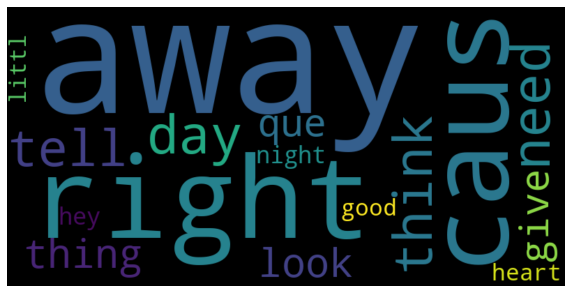 away
right
caus
littl
tell
day
que
night
think
need
give
hey
good
thing
look
heart